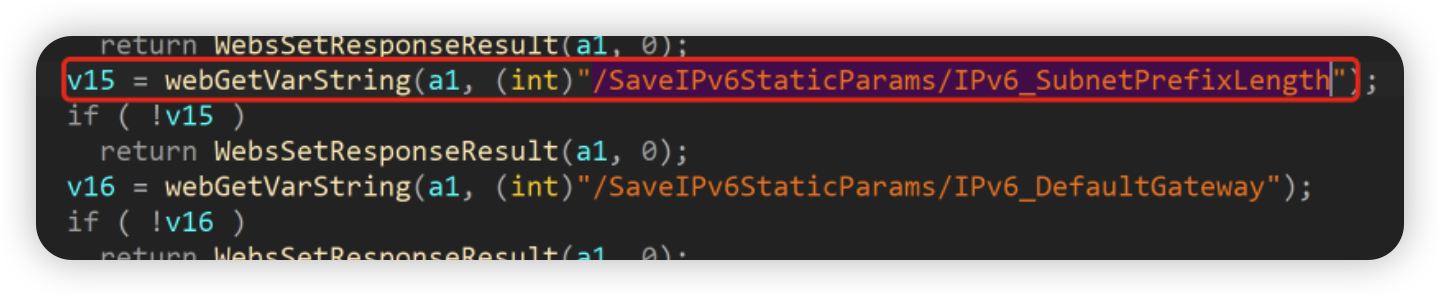 return WebsSetResponseResult(a1, 0);
v15 = webGetVarString(a1, (int)"/SaveIPv6StaticParams/IPv6_SubnetPrefixLength");
if ( !v15 )
return WebsSetResponseResult(a1, 0);
v16 = webGetVarString(a1, (int)"/SaveIPv6StaticParams/IPv6_DefaultGateway");
if ( !v16 )
return WebsSetResponseResult(a1, 0);